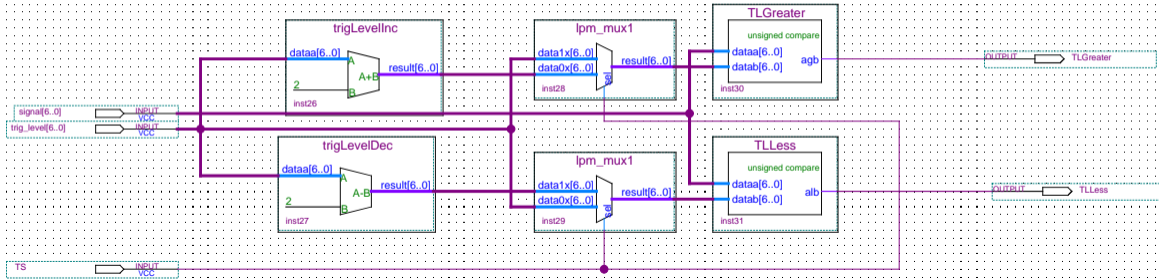 trigLevelInc
dataa[6..0]
A
A+B
B
result[6..0]
2
inst26
lpm_mux1
data1x[6..0]
data0x[6..0]
sel
result[6..0]
inst28
TLGreater
unsigned compare
dataa[6..0]
datab[6..0]
agb
inst30
OUTPUT
TLGreater
signal[6..0]
INPUT
VCC
trig_level[6..0]
INPUT
VCC
trigLevelDec
dataa[6..0]
A
A-B
B
result[6..0]
2
inst27
lpm_mux1
data1x[6..0]
data0x[6..0]
sel
result[6..0]
inst29
TLLess
unsigned compare
dataa[6..0]
datab[6..0]
alb
inst31
OUTPUT
TLLess
TS
INPUT
VCC